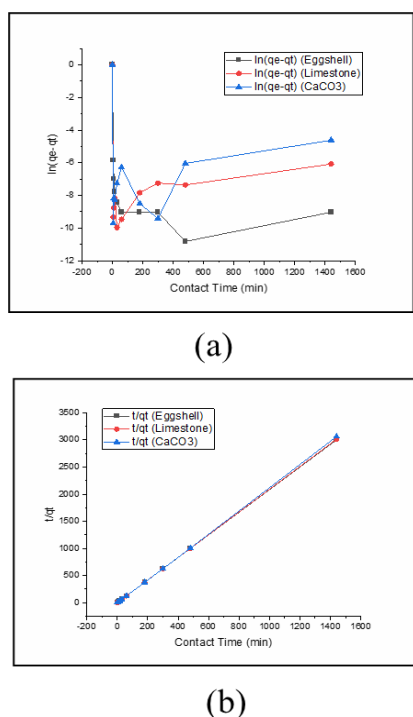 0
-2
-4
-6
-8
-10
-12
ln(qe-qt)
ln(qe-qt) (Eggshell)
ln(qe-qt) (Limestone)
ln(qe-qt) (CaCO3)
-200 0 200 400 600 800 1000 1200 1400 1600
Contact Time (min)
(a)
3500
3000
2500
2000
1500
1000
500
0
t/qt
t/qt (Eggshell)
t/qt (Limestone)
t/qt (CaCO3)
-200 0 200 400 600 800 1000 1200 1400 1600
Contact Time (min)
(b)